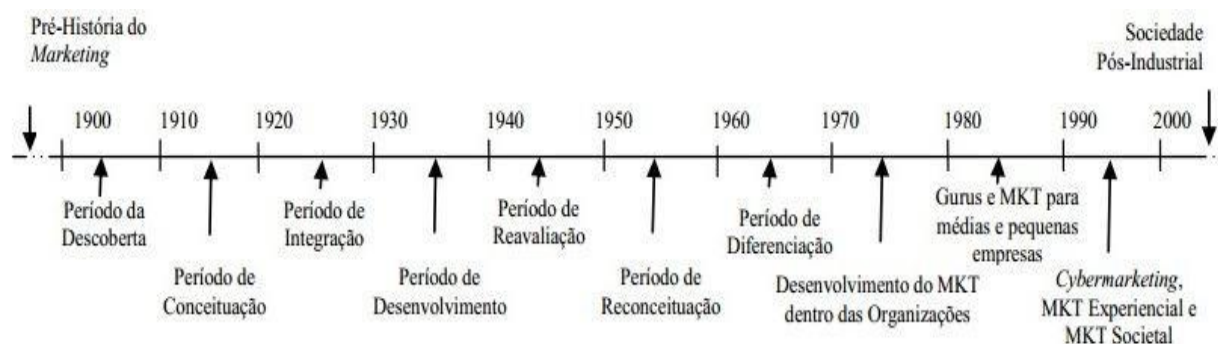 Pré-História do
Marketing
Sociedade
Pós-Industrial
1900 1910 1920 1930 1940 1950 1960 1970 1980 1990 2000
Período da
Descoberta
Período de
Conceituação
Período de
Integração
Período de
Desenvolvimento
Período de
Reavaliação
Período de
Reconceituação
Período de
Diferenciação
Desenvolvimento do MKT
dentro das Organizações
Gurus e MKT para
médias e pequenas
empresas
Cybermarketing,
MKT Experiencial e
MKT Societal